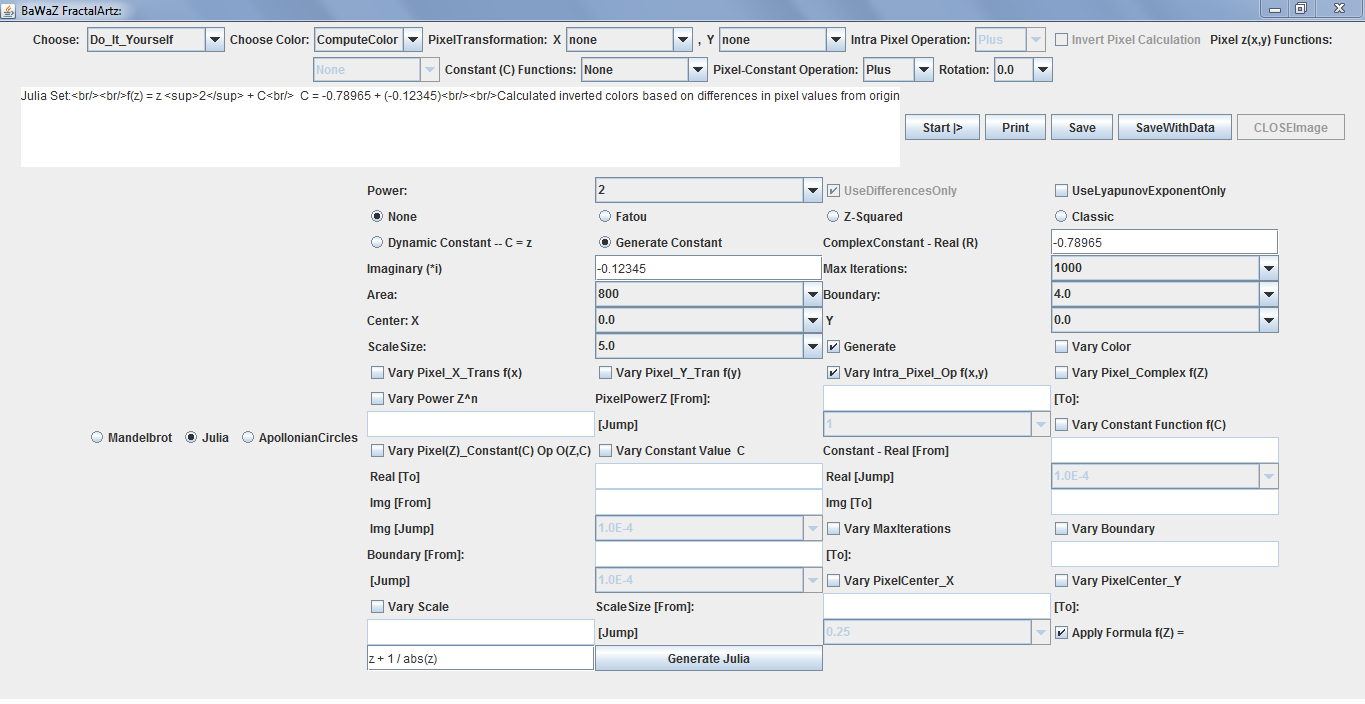 BaWaZ FractalArtz:
Choose: Do_It_Yourself Choose Color: ComputeColor PixelTransformation: X none , Y none Intra Pixel Operation: Plus Invert Pixel Calculation Pixel z(x,y) Functions:
None Constant (C) Functions: None Pixel-Constant Operation: Plus Rotation: 0.0
Julia Set:<br/><br/>f(z) = z <sup>2</sup> + C<br/> C = -0.78965 + (-0.12345)<br/><br/>Calculated inverted colors based on differences in pixel values from origin
Start |> Print Save SaveWithData CLOSEImage
Power: 2 UseDifferencesOnly UseLyapunovExponentOnly
None Fatou Z-Squared Classic
Dynamic Constant -- C = z Generate Constant ComplexConstant - Real (R) -0.78965
Imaginary (*i) -0.12345 Max Iterations: 1000
Area: 800 Boundary: 4.0
Center: X 0.0 Y 0.0
ScaleSize: 5.0 Generate Vary Color
Vary Pixel_X_Trans f(x) Vary Pixel_Y_Tran f(y) Vary Intra_Pixel_Op f(x,y) Vary Pixel_Complex f(Z)
Vary Power Z^n PixelPowerZ [From]: [To]:
[Jump] 1 Vary Constant Function f(C)
Mandelbrot Julia ApollonianCircles
Vary Pixel(Z)_Constant(C) Op O(Z,C) Vary Constant Value C Constant - Real [From]
Real [To] Real [Jump] 1.0E-4
Img [From] Img [To]
Img [Jump] 1.0E-4 Vary MaxIterations Vary Boundary
Boundary [From]: [To]:
[Jump] 1.0E-4 Vary PixelCenter_X Vary PixelCenter_Y
Vary Scale ScaleSize [From]: [To]:
[Jump] 0.25 Apply Formula f(Z) =
z + 1 / abs(z) Generate Julia